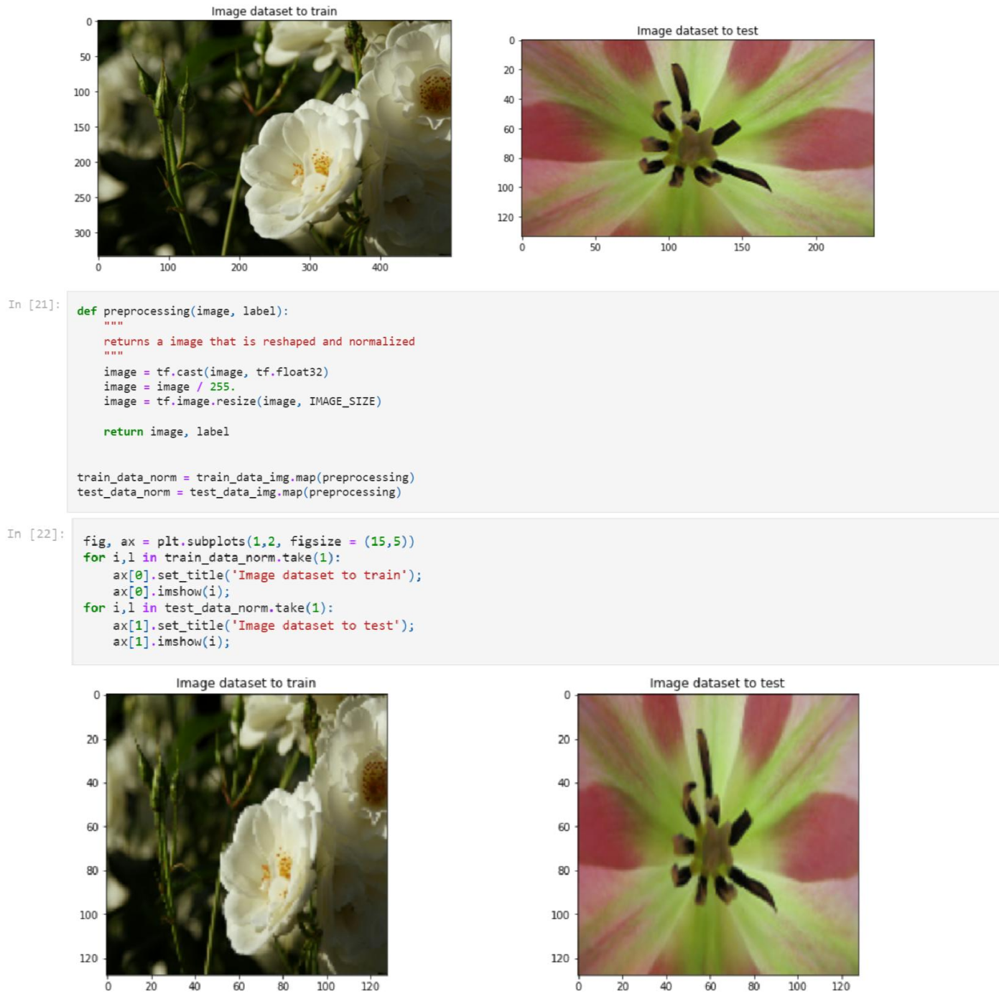 Image dataset to train
0
50
100
150
200
250
300
0 100 200 300 400
Image dataset to test
0
20
40
60
80
100
120
0 50 100 150 200
In [21]:
def preprocessing(image, label):
"""
returns a image that is reshaped and normalized
"""
image = tf.cast(image, tf.float32)
image = image / 255.
image = tf.image.resize(image, IMAGE_SIZE)
return image, label
train_data_norm = train_data_img.map(preprocessing)
test_data_norm = test_data_img.map(preprocessing)
In [22]:
fig, ax = plt.subplots(1,2, figsize = (15,5))
for i,l in train_data_norm.take(1):
ax[0].set_title('Image dataset to train');
ax[0].imshow(i);
for i,l in test_data_norm.take(1):
ax[1].set_title('Image dataset to test');
ax[1].imshow(i);
Image dataset to train
0
20
40
60
80
100
120
0 20 40 60 80 100 120
Image dataset to test
0
20
40
60
80
100
120
0 20 40 60 80 100 120